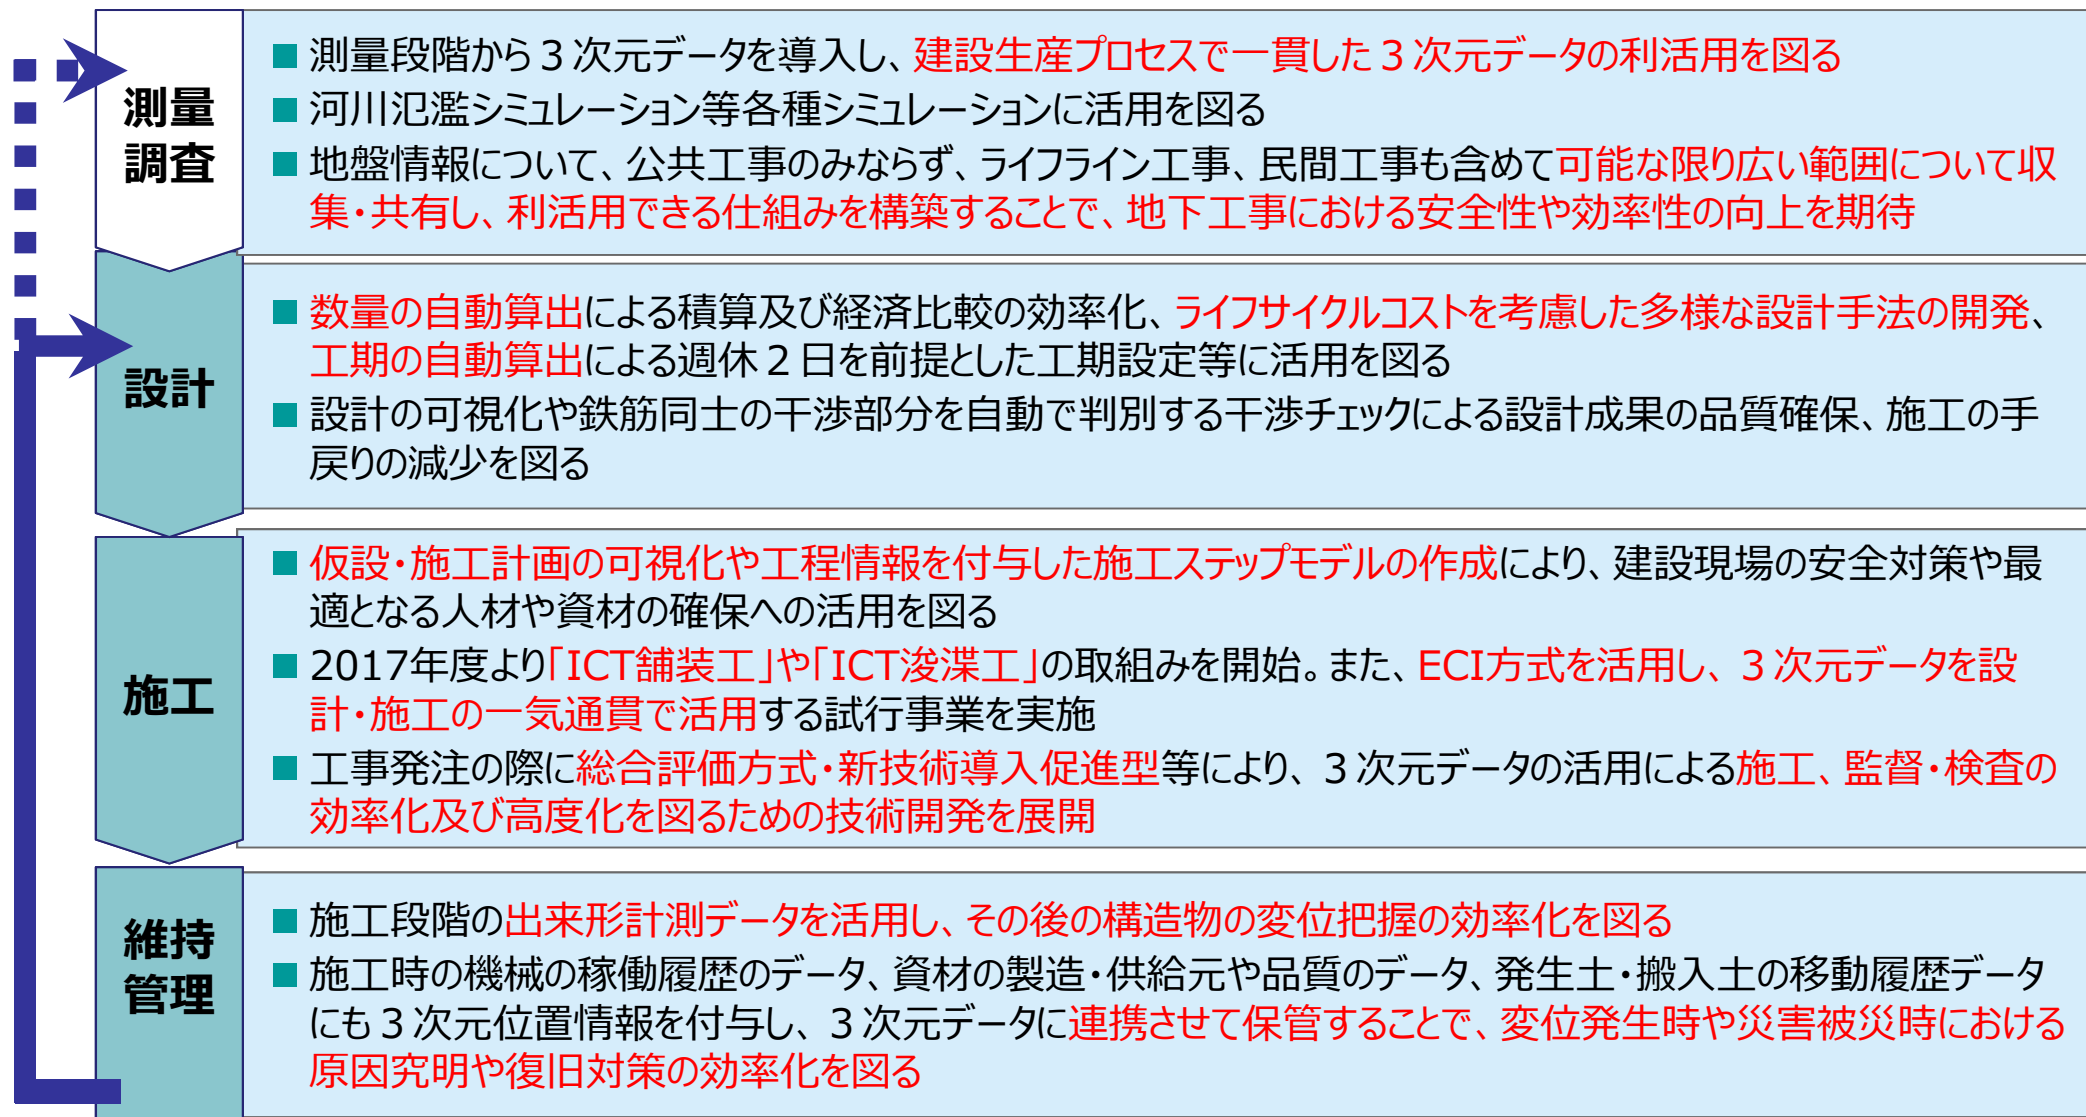 測量
調査
■ 測量段階から３次元データを導入し、建設生産プロセスで一貫した３次元データの利活用を図る
■ 河川氾濫シミュレーション等各種シミュレーションに活用を図る
■ 地盤情報について、公共工事のみならず、ライフライン工事、民間工事も含めて可能な限り広い範囲について収
集・共有し、利活用できる仕組みを構築することで、地下工事における安全性や効率性の向上を期待
設計
■ 数量の自動算出による積算及び経済比較の効率化、ライフサイクルコストを考慮した多様な設計手法の開発、
工期の自動算出による週休２日を前提とした工期設定等に活用を図る
■ 設計の可視化や鉄筋同士の干渉部分を自動で判別する干渉チェックによる設計成果の品質確保、施工の手
戻りの減少を図る
施工
■ 仮設・施工計画の可視化や工程情報を付与した施工ステップモデルの作成により、建設現場の安全対策や最
適となる人材や資材の確保への活用を図る
■ 2017年度より「ICT舗装工」や「ICT浚渫工」の取組みを開始。また、ECI方式を活用し、３次元データを設
計・施工の一気通貫で活用する試行事業を実施
■ 工事発注の際に総合評価方式・新技術導入促進型等により、３次元データの活用による施工、監督・検査の
効率化及び高度化を図るための技術開発を展開
維持
管理
■ 施工段階の出来形計測データを活用し、その後の構造物の変位把握の効率化を図る
■ 施工時の機械の稼働履歴のデータ、資材の製造・供給元や品質のデータ、発生土・搬入土の移動履歴データ
にも３次元位置情報を付与し、３次元データに連携させて保管することで、変位発生時や災害被災時における
原因究明や復旧対策の効率化を図る